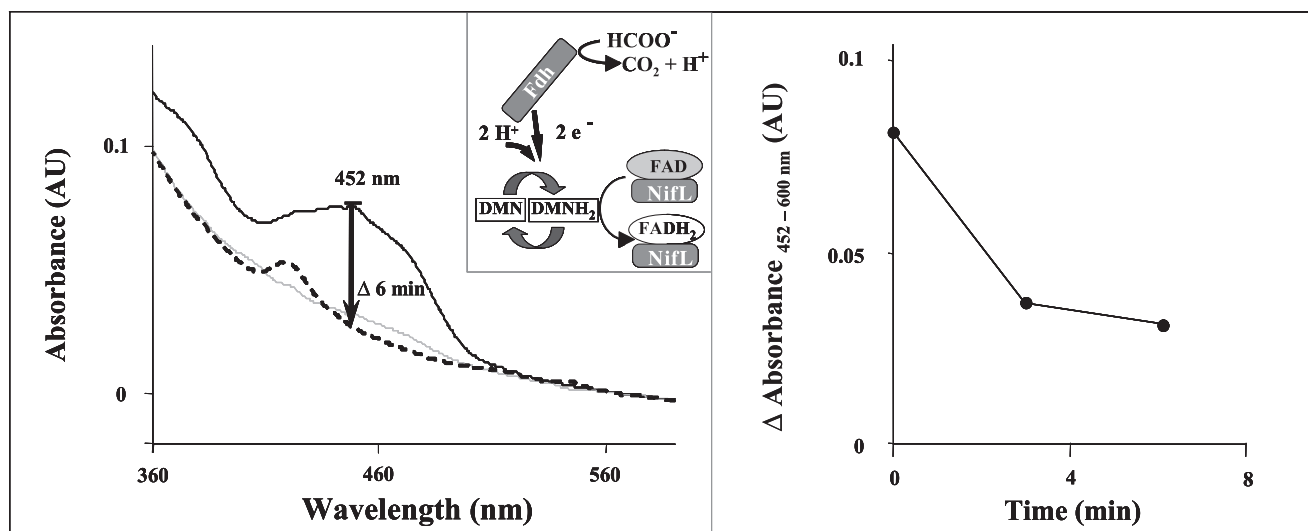 Absorbance (AU)
0.1
0
360
460
560
Wavelength (nm)
452 nm
Δ 6 min
HCOO⁻
CO₂ + H⁺
Fdh
2 H⁺
2 e⁻
DMN
DMNH₂
FAD
NifL
FADH₂
NifL
Δ Absorbance 452 – 600 nm (AU)
0.1
0.05
0
0
4
8
Time (min)